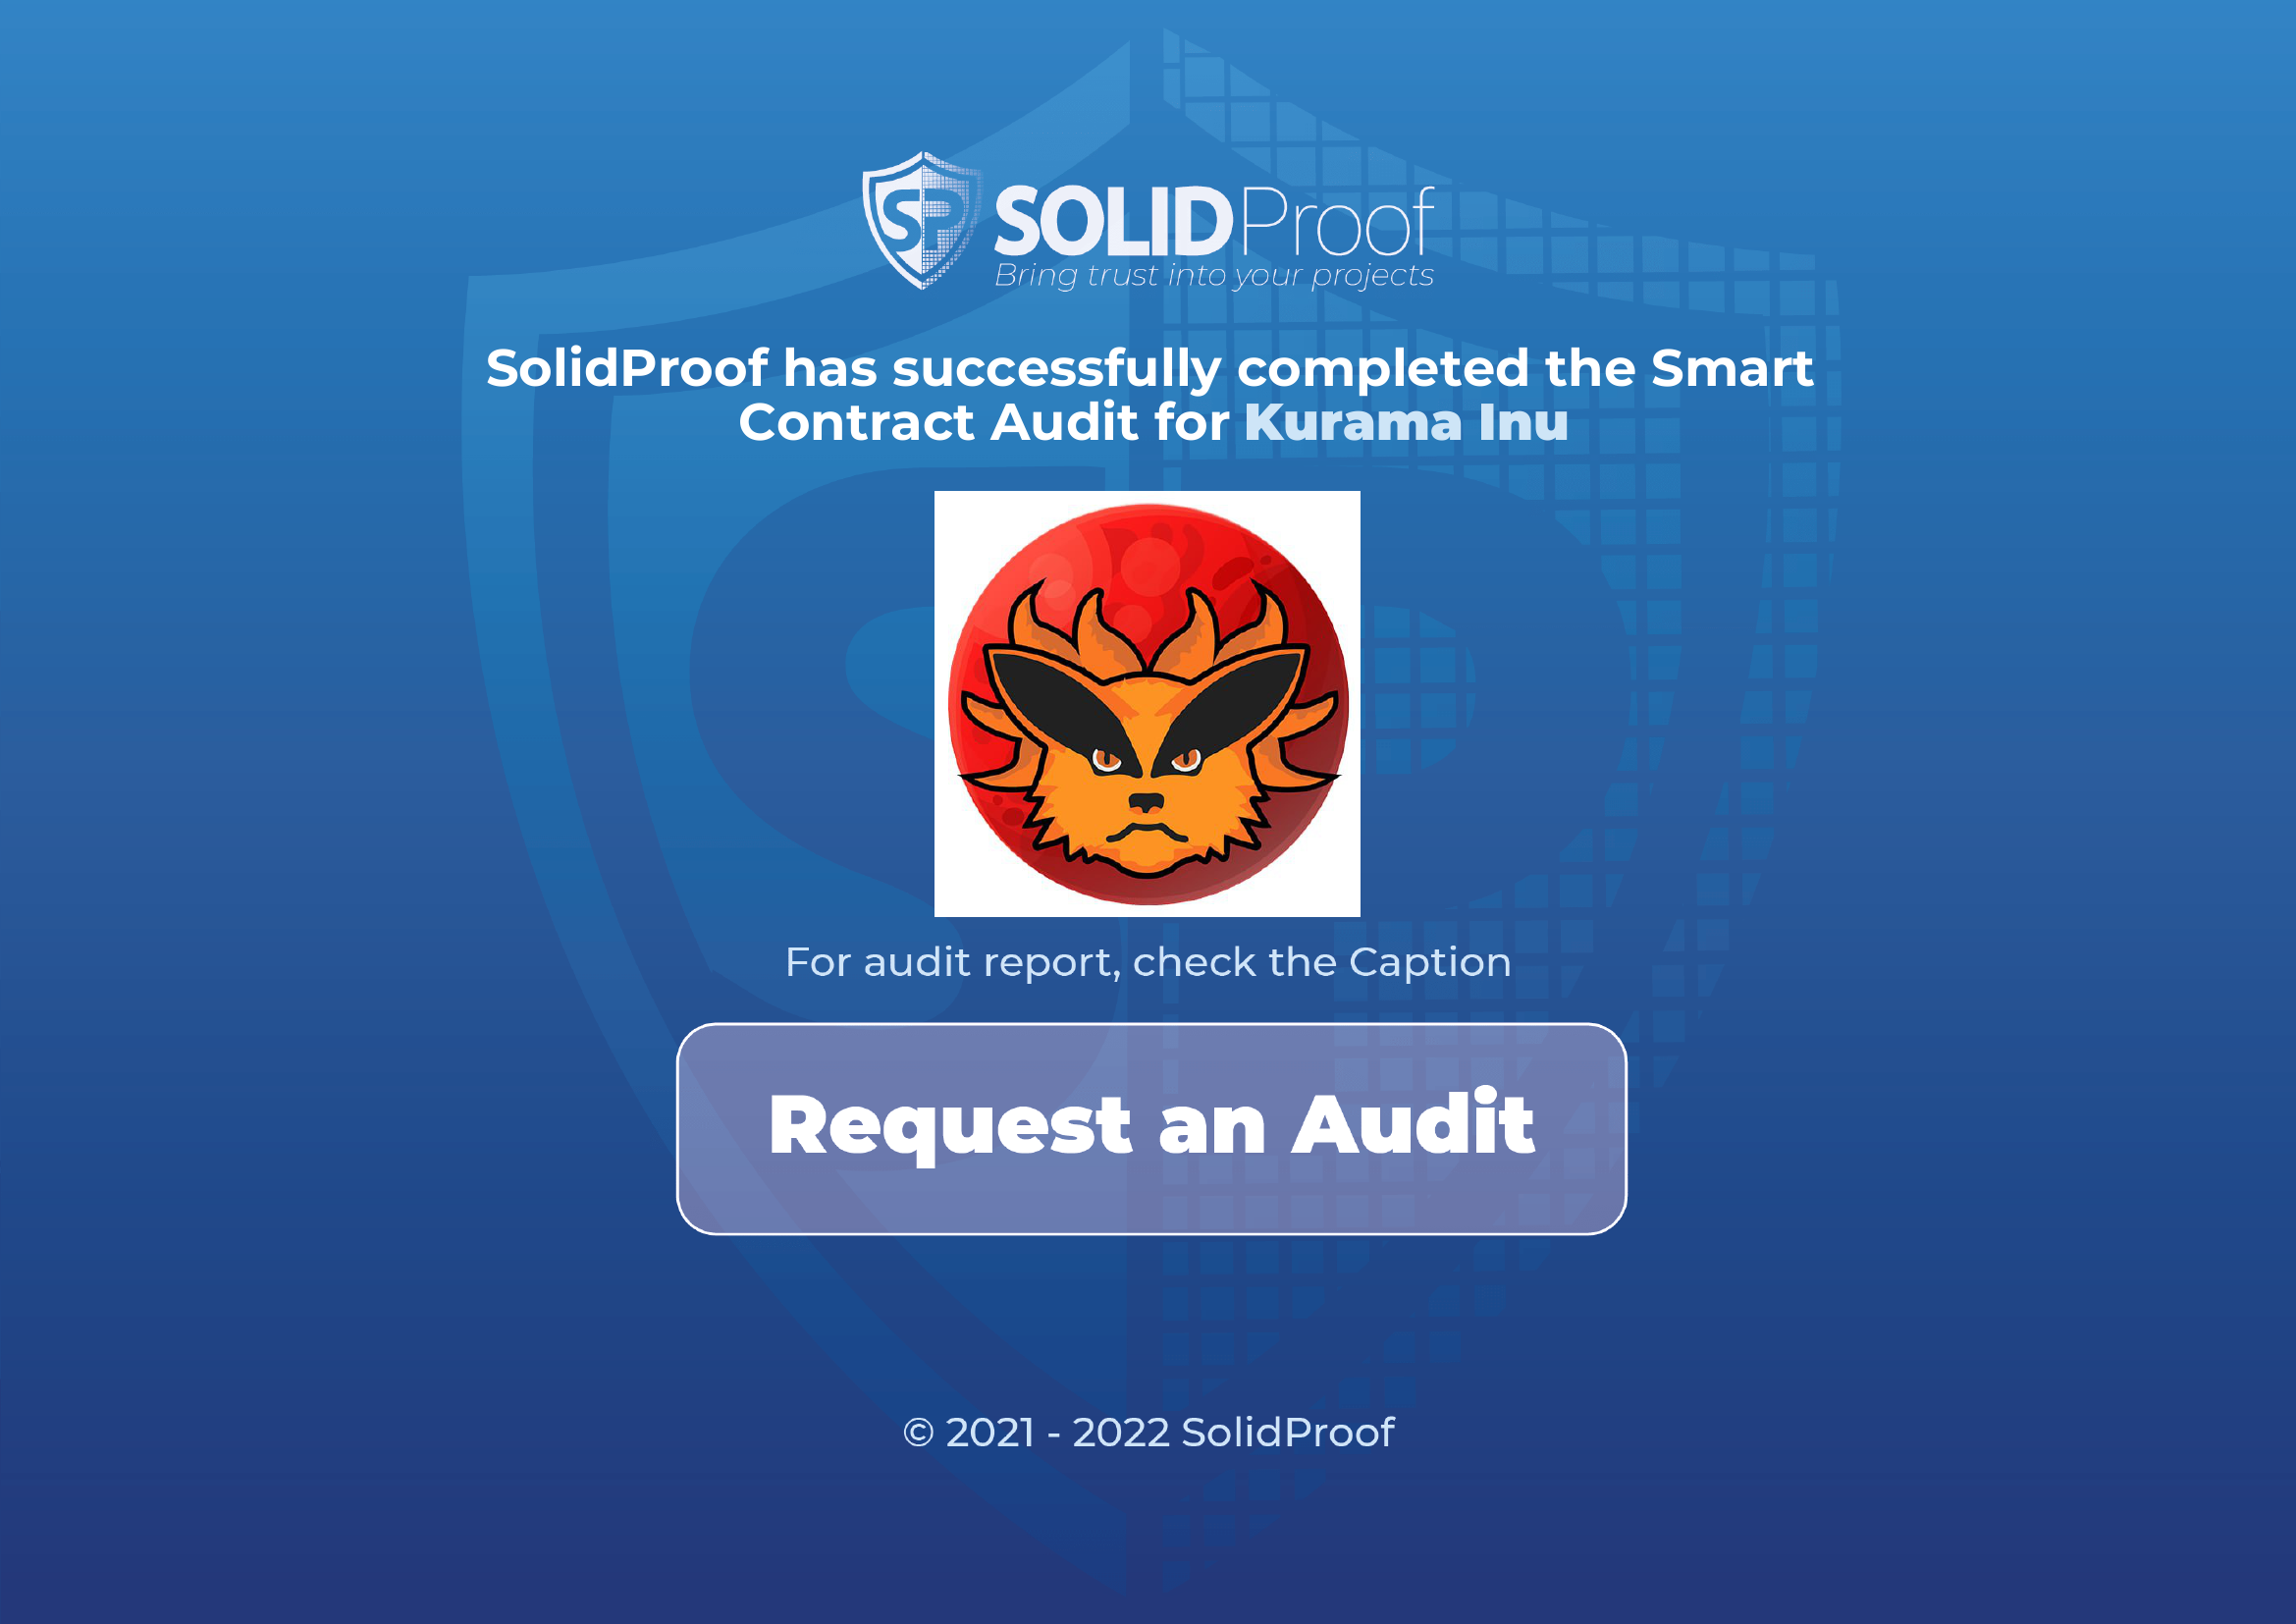 SP SOLIDProof
Bring trust into your projects
SolidProof has successfully completed the Smart
Contract Audit for Kurama Inu
For audit report, check the Caption
Request an Audit
© 2021 - 2022 SolidProof